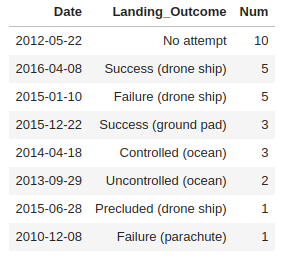 Date Landing_Outcome Num
2012-05-22 No attempt 10
2016-04-08 Success (drone ship) 5
2015-01-10 Failure (drone ship) 5
2015-12-22 Success (ground pad) 3
2014-04-18 Controlled (ocean) 3
2013-09-29 Uncontrolled (ocean) 2
2015-06-28 Precluded (drone ship) 1
2010-12-08 Failure (parachute) 1